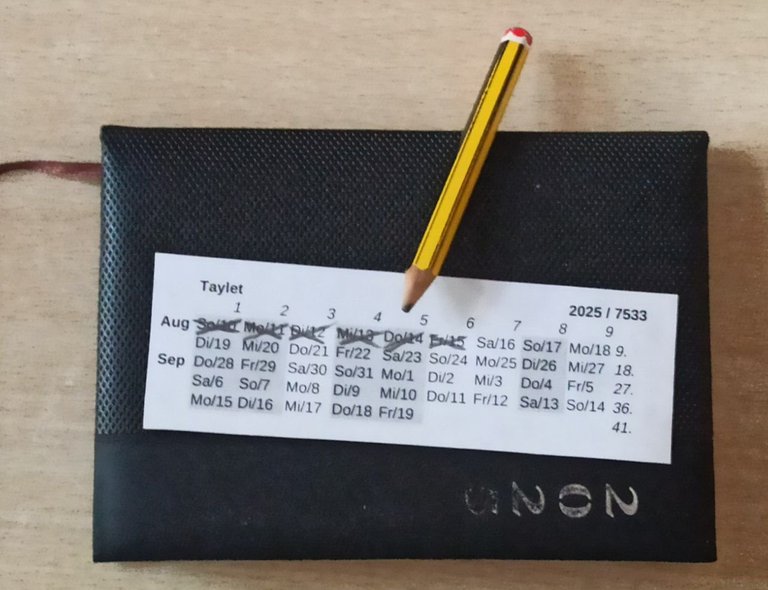 Taylet 2025 / 7533
1 2 3 4 5 6 7 8 9
Aug So/10 Mo/11 Di/12 Mi/13 Do/14 Fr/15 Sa/16 So/17 Mo/18 9.
Di/19 Mi/20 Do/21 Fr/22 Sa/23 So/24 Mo/25 Di/26 Mi/27 18.
Sep Do/28 Fr/29 Sa/30 So/31 Mo/1 Di/2 Mi/3 Do/4 Fr/5 27.
Sa/6 So/7 Mo/8 Di/9 Mi/10 Do/11 Fr/12 Sa/13 So/14 36.
Mo/15 Di/16 Mi/17 Do/18 Fr/19 41.
2025